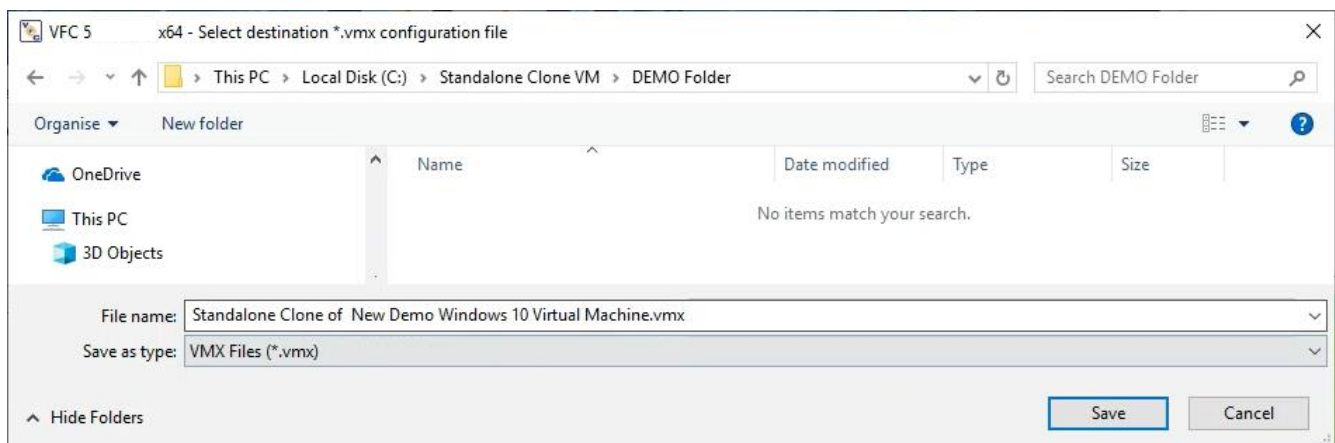 VFC 5 x64 - Select destination *.vmx configuration file
This PC > Local Disk (C:) > Standalone Clone VM > DEMO Folder
Search DEMO Folder
Organise New folder
OneDrive
This PC
3D Objects
Name Date modified Type Size
No items match your search.
File name: Standalone Clone of  New Demo Windows 10 Virtual Machine.vmx
Save as type: VMX Files (*.vmx)
Hide Folders
Save Cancel